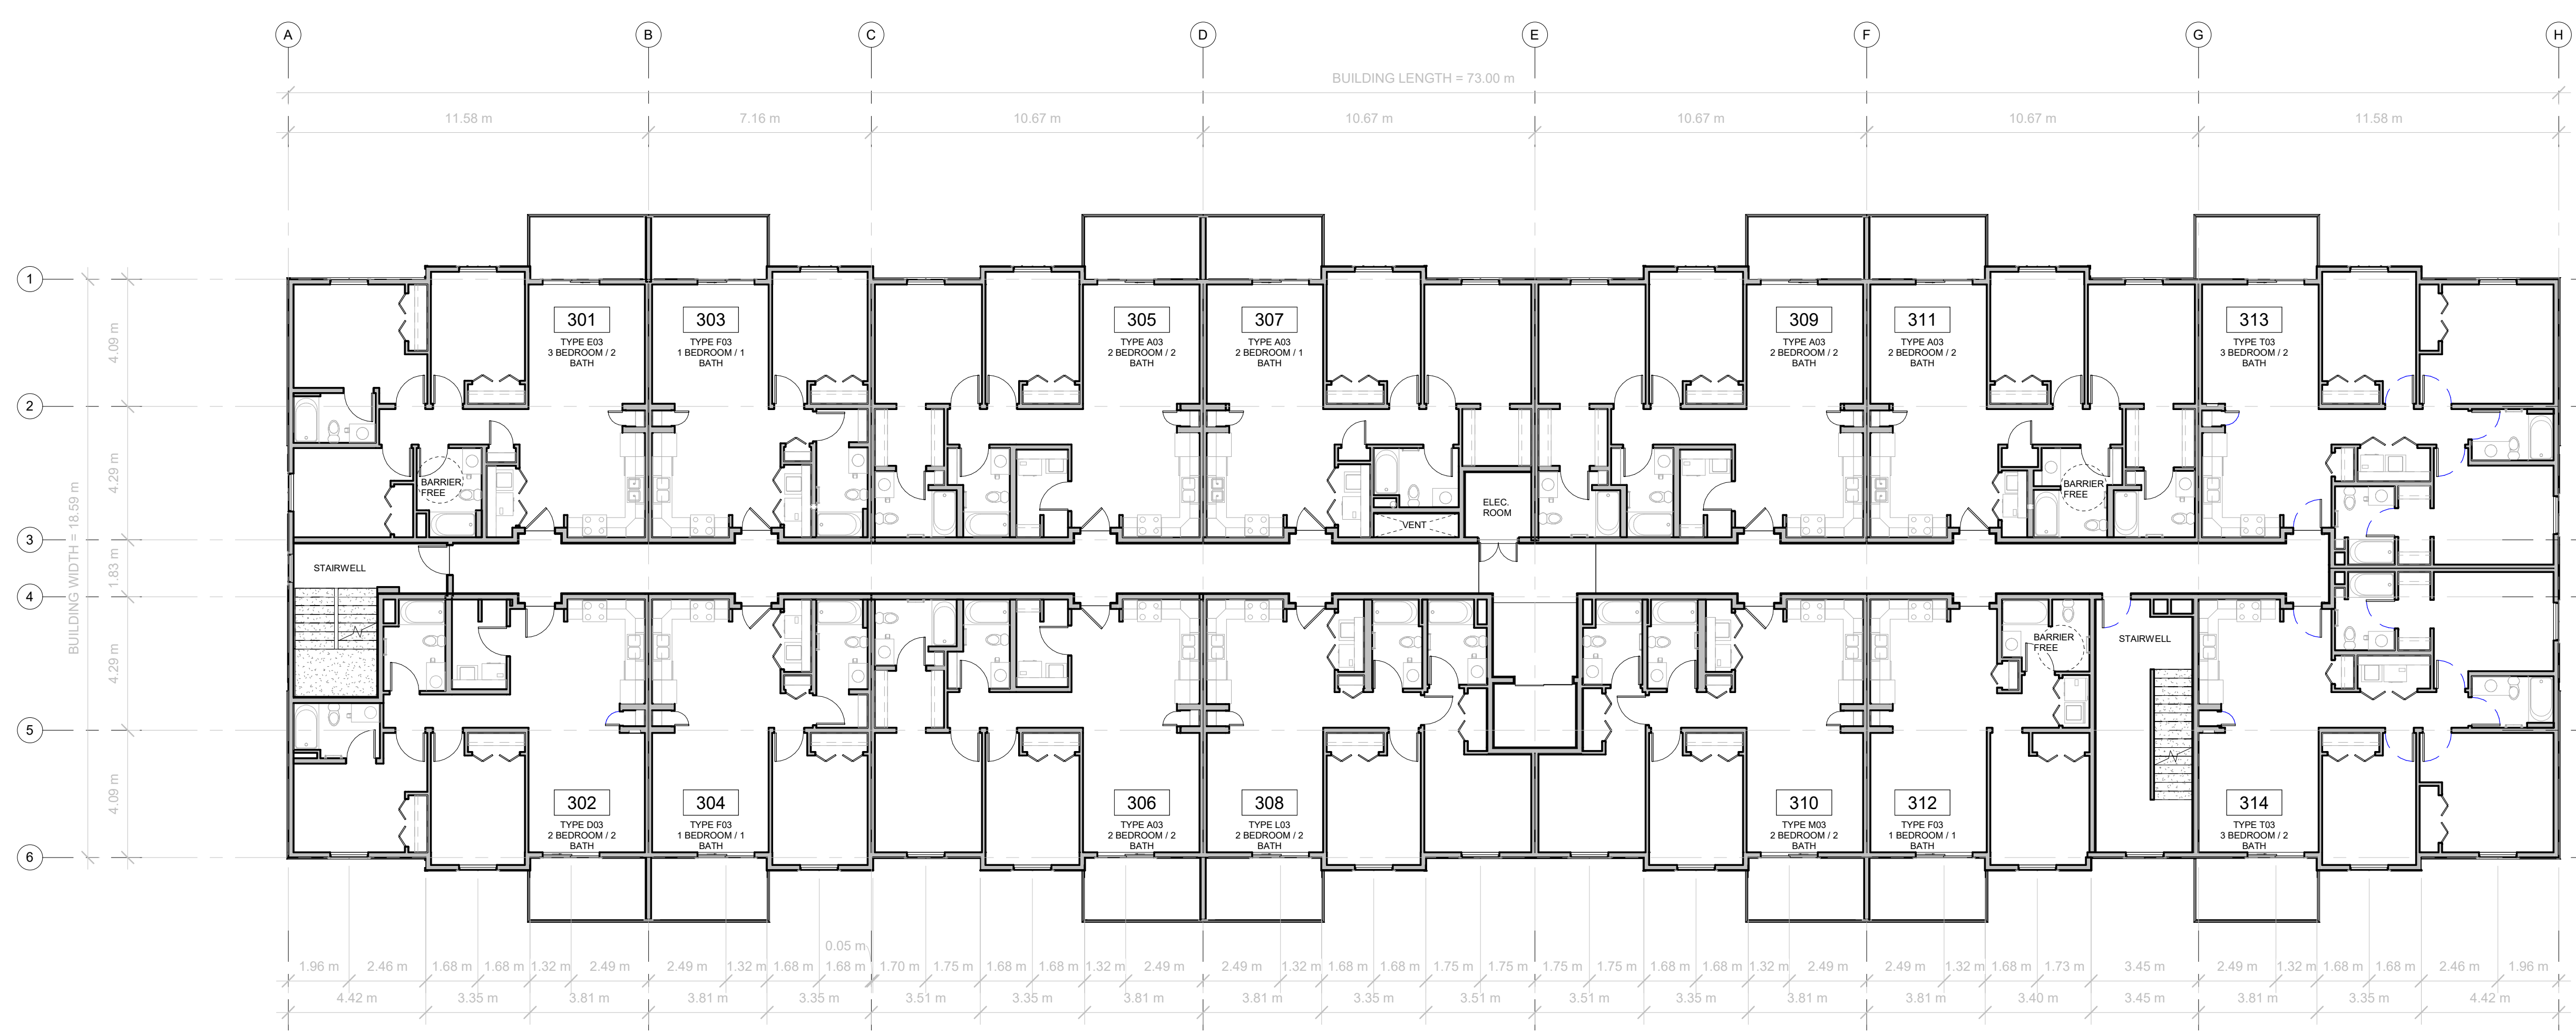 A B C D E F G H
BUILDING LENGTH = 73.00 m
11.58 m 7.16 m 10.67 m 10.67 m 10.67 m 10.67 m 11.58 m
1
2
3
4
5
6
BUILDING WIDTH = 18.59 m
4.09 m
4.29 m
1.83 m
4.29 m
4.09 m
301
TYPE E03
3 BEDROOM / 2
BATH
303
TYPE F03
1 BEDROOM / 1
BATH
305
TYPE A03
2 BEDROOM / 2
BATH
307
TYPE A03
2 BEDROOM / 1
BATH
309
TYPE A03
2 BEDROOM / 2
BATH
311
TYPE A03
2 BEDROOM / 2
BATH
313
TYPE T03
3 BEDROOM / 2
BATH
BARRIER
FREE
VENT
ELEC.
ROOM
BARRIER
FREE
STAIRWELL
BARRIER
FREE
STAIRWELL
302
TYPE D03
2 BEDROOM / 2
BATH
304
TYPE F03
1 BEDROOM / 1
BATH
306
TYPE A03
2 BEDROOM / 2
BATH
308
TYPE L03
2 BEDROOM / 2
BATH
310
TYPE M03
2 BEDROOM / 2
BATH
312
TYPE F03
1 BEDROOM / 1
BATH
314
TYPE T03
3 BEDROOM / 2
BATH
0.05 m
1.96 m 2.46 m 1.68 m 1.68 m 1.32 m 2.49 m 2.49 m 1.32 m 1.68 m 1.68 m 1.70 m 1.75 m 1.68 m 1.68 m 1.32 m 2.49 m 2.49 m 1.32 m 1.68 m 1.68 m 1.75 m 1.75 m 1.75 m 1.75 m 1.68 m 1.68 m 1.32 m 2.49 m 2.49 m 1.32 m 1.68 m 1.73 m 3.45 m 2.49 m 1.32 m 1.68 m 1.68 m 2.46 m 1.96 m
4.42 m 3.35 m 3.81 m 3.81 m 3.35 m 3.51 m 3.35 m 3.81 m 3.81 m 3.35 m 3.51 m 3.51 m 3.35 m 3.81 m 3.81 m 3.40 m 3.45 m 3.81 m 3.35 m 4.42 m